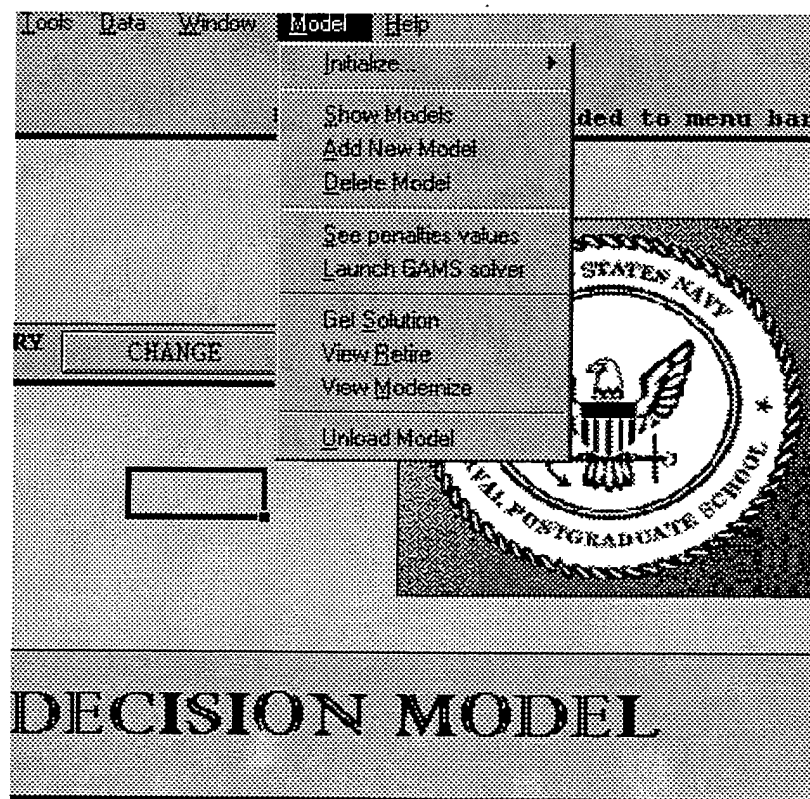 Tools Data Window Model Help
Initialize...
Show Models
ded to menu bar
Add New Model
Delete Model
See penalties values
Launch GAMS solver
STATES NAVY
Get Solution
RY CHANGE
View Retire
View Modernize
Unload Model
VAL POSTGRADUATE SCHOOL
DECISION MODEL